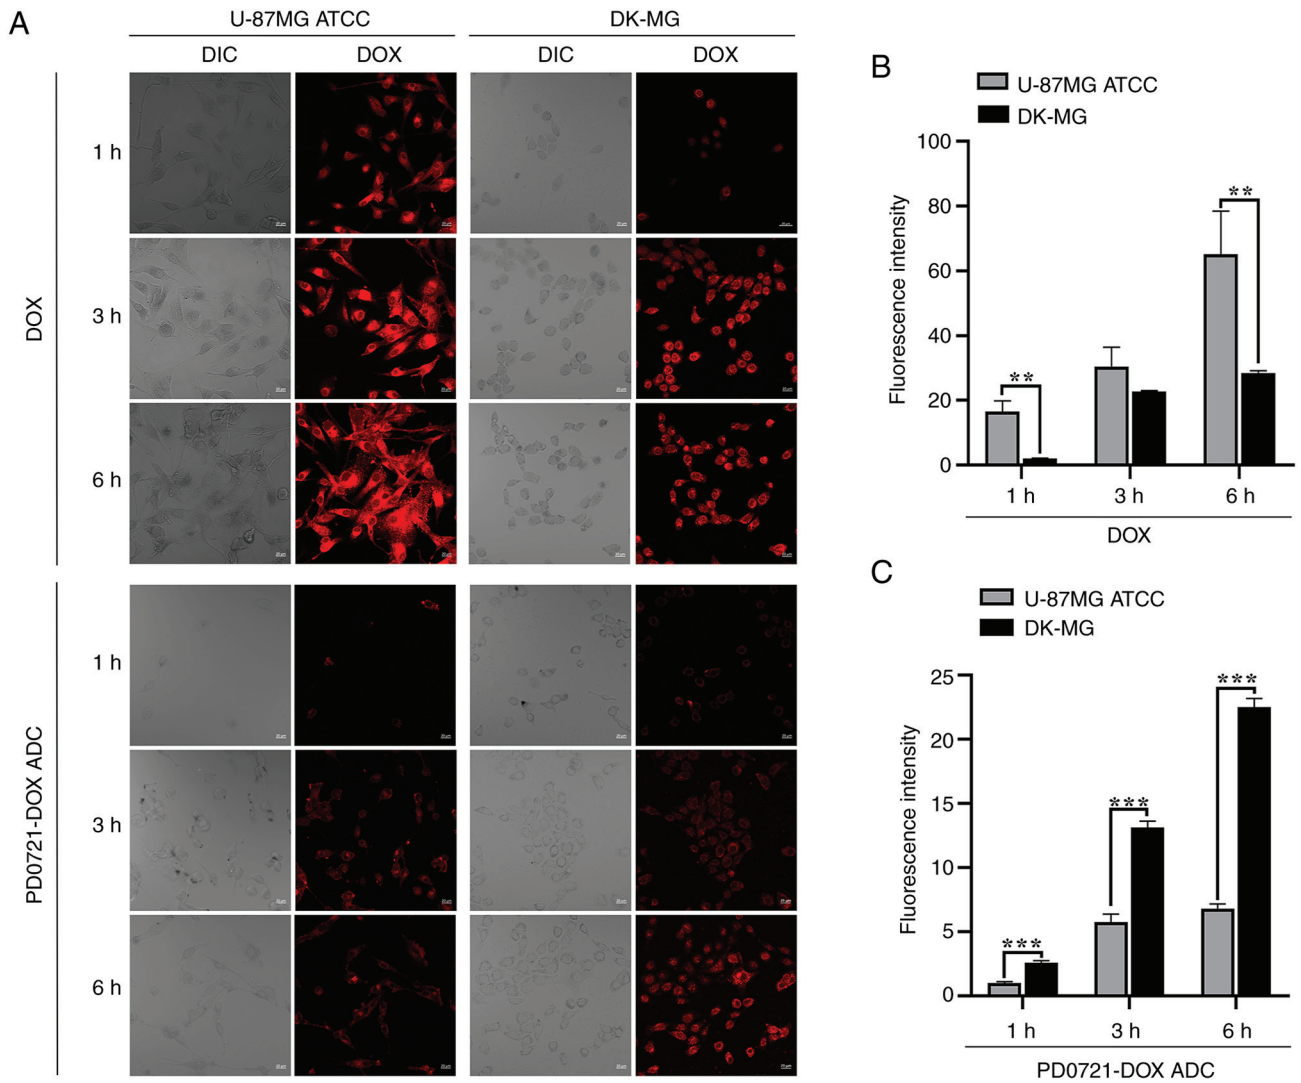 A
U-87MG ATCC
DK-MG
DIC
DOX
DIC
DOX
DOX
1 h
3 h
6 h
PD0721-DOX ADC
1 h
3 h
6 h
B
U-87MG ATCC
DK-MG
Fluorescence intensity
100
80
60
40
20
0
**
**
1 h
3 h
6 h
DOX
C
U-87MG ATCC
DK-MG
Fluorescence intensity
25
20
15
10
5
0
***
***
***
1 h
3 h
6 h
PD0721-DOX ADC